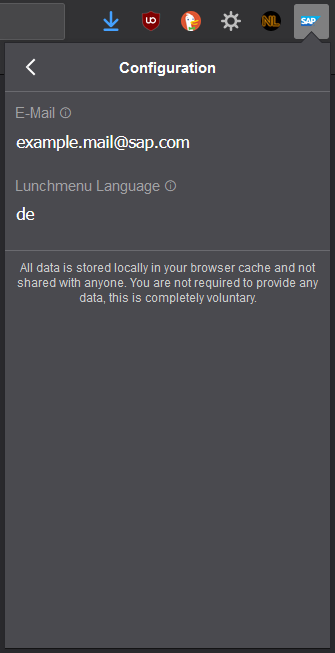 UO
NL
SAP
Configuration
E-Mail
example.mail@sap.com
Lunchmenu Language
de
All data is stored locally in your browser cache and not
shared with anyone. You are not required to provide any
data, this is completely voluntary.